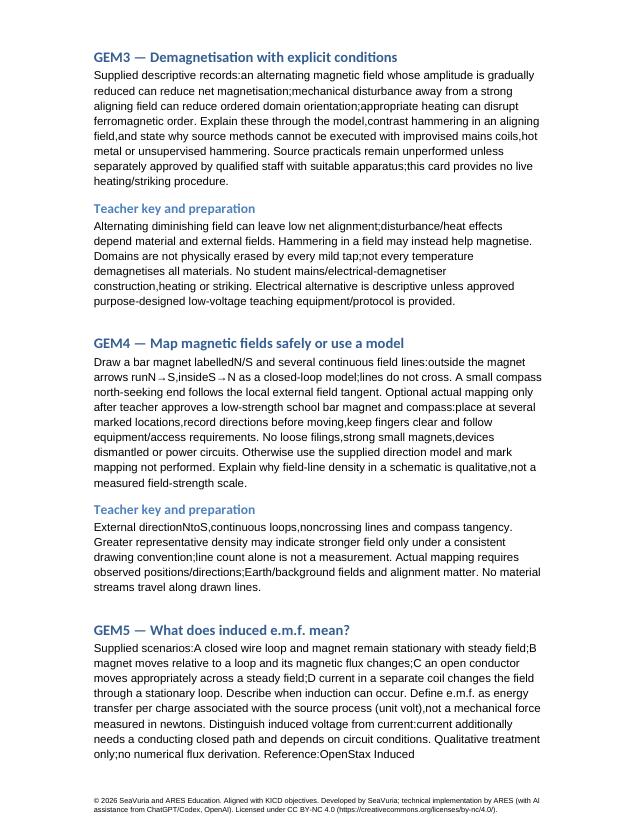 GEM3 — Demagnetisation with explicit conditions
Supplied descriptive records:an alternating magnetic field whose amplitude is gradually
reduced can reduce net magnetisation;mechanical disturbance away from a strong
aligning field can reduce ordered domain orientation;appropriate heating can disrupt
ferromagnetic order. Explain these through the model,contrast hammering in an aligning
field,and state why source methods cannot be executed with improvised mains coils,hot
metal or unsupervised hammering. Source practicals remain unperformed unless
separately approved by qualified staff with suitable apparatus;this card provides no live
heating/striking procedure.
Teacher key and preparation
Alternating diminishing field can leave low net alignment;disturbance/heat effects
depend material and external fields. Hammering in a field may instead help magnetise.
Domains are not physically erased by every mild tap;not every temperature
demagnetises all materials. No student mains/electrical-demagnetiser
construction,heating or striking. Electrical alternative is descriptive unless approved
purpose-designed low-voltage teaching equipment/protocol is provided.
GEM4 — Map magnetic fields safely or use a model
Draw a bar magnet labelledN/S and several continuous field lines:outside the magnet
arrows runN→S,insideS→N as a closed-loop model;lines do not cross. A small compass
north-seeking end follows the local external field tangent. Optional actual mapping only
after teacher approves a low-strength school bar magnet and compass:place at several
marked locations,record directions before moving,keep fingers clear and follow
equipment/access requirements. No loose filings,strong small magnets,devices
dismantled or power circuits. Otherwise use the supplied direction model and mark
mapping not performed. Explain why field-line density in a schematic is qualitative,not a
measured field-strength scale.
Teacher key and preparation
External directionNtoS,continuous loops,noncrossing lines and compass tangency.
Greater representative density may indicate stronger field only under a consistent
drawing convention;line count alone is not a measurement. Actual mapping requires
observed positions/directions;Earth/background fields and alignment matter. No material
streams travel along drawn lines.
GEM5 — What does induced e.m.f. mean?
Supplied scenarios:A closed wire loop and magnet remain stationary with steady field;B
magnet moves relative to a loop and its magnetic flux changes;C an open conductor
moves appropriately across a steady field;D current in a separate coil changes the field
through a stationary loop. Describe when induction can occur. Define e.m.f. as energy
transfer per charge associated with the source process (unit volt),not a mechanical force
measured in newtons. Distinguish induced voltage from current:current additionally
needs a conducting closed path and depends on circuit conditions. Qualitative treatment
only;no numerical flux derivation. Reference:OpenStax Induced
© 2026 SeaVuria and ARES Education. Aligned with KICD objectives. Developed by SeaVuria; technical implementation by ARES (with AI
assistance from ChatGPT/Codex, OpenAI). Licensed under CC BY-NC 4.0 (https://creativecommons.org/licenses/by-nc/4.0/).